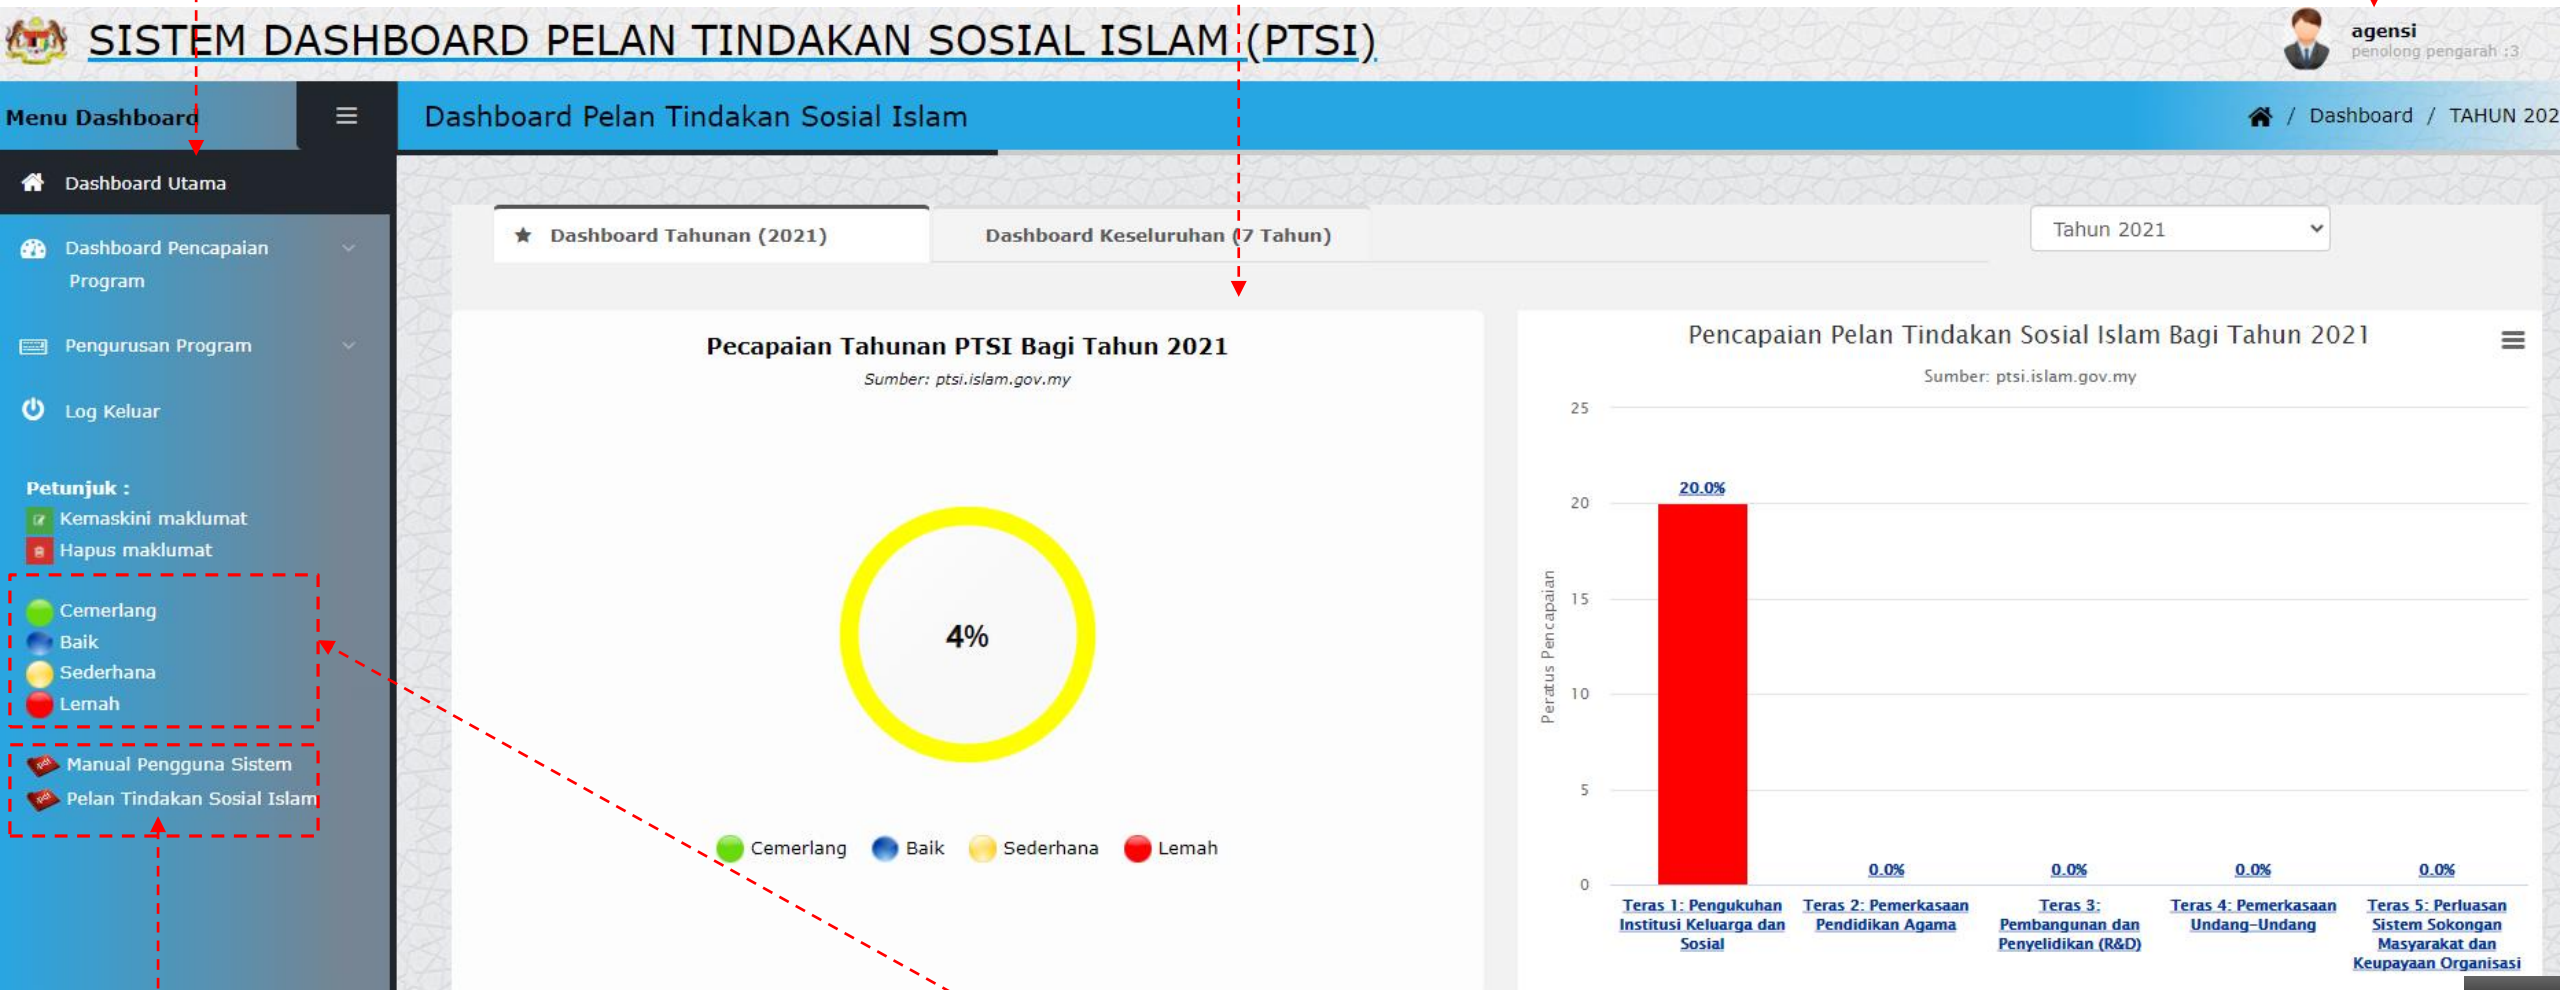 SISTEM DASHBOARD PELAN TINDAKAN SOSIAL ISLAM (PTSI)
agensi
penolong pengarah :3
Menu Dashboard
Dashboard Pelan Tindakan Sosial Islam
/ Dashboard / TAHUN 202
Dashboard Utama
Dashboard Pencapaian
Program
Pengurusan Program
Log Keluar
Petunjuk :
Kemaskini maklumat
Hapus maklumat
Cemerlang
Baik
Sederhana
Lemah
Manual Pengguna Sistem
Pelan Tindakan Sosial Islam
Dashboard Tahunan (2021)
Dashboard Keseluruhan (7 Tahun)
Tahun 2021
Pecapaian Tahunan PTSI Bagi Tahun 2021
Sumber: ptsi.islam.gov.my
4%
Cemerlang Baik Sederhana Lemah
Pencapaian Pelan Tindakan Sosial Islam Bagi Tahun 2021
Sumber: ptsi.islam.gov.my
Peratus Pencapaian
25
20
15
10
5
0
20.0%
0.0%
0.0%
0.0%
0.0%
Teras 1: Pengukuhan
Institusi Keluarga dan
Sosial
Teras 2: Pemerkasaan
Pendidikan Agama
Teras 3:
Pembangunan dan
Penyelidikan (R&D)
Teras 4: Pemerkasaan
Undang-Undang
Teras 5: Perluasan
Sistem Sokongan
Masyarakat dan
Keupayaan Organisasi